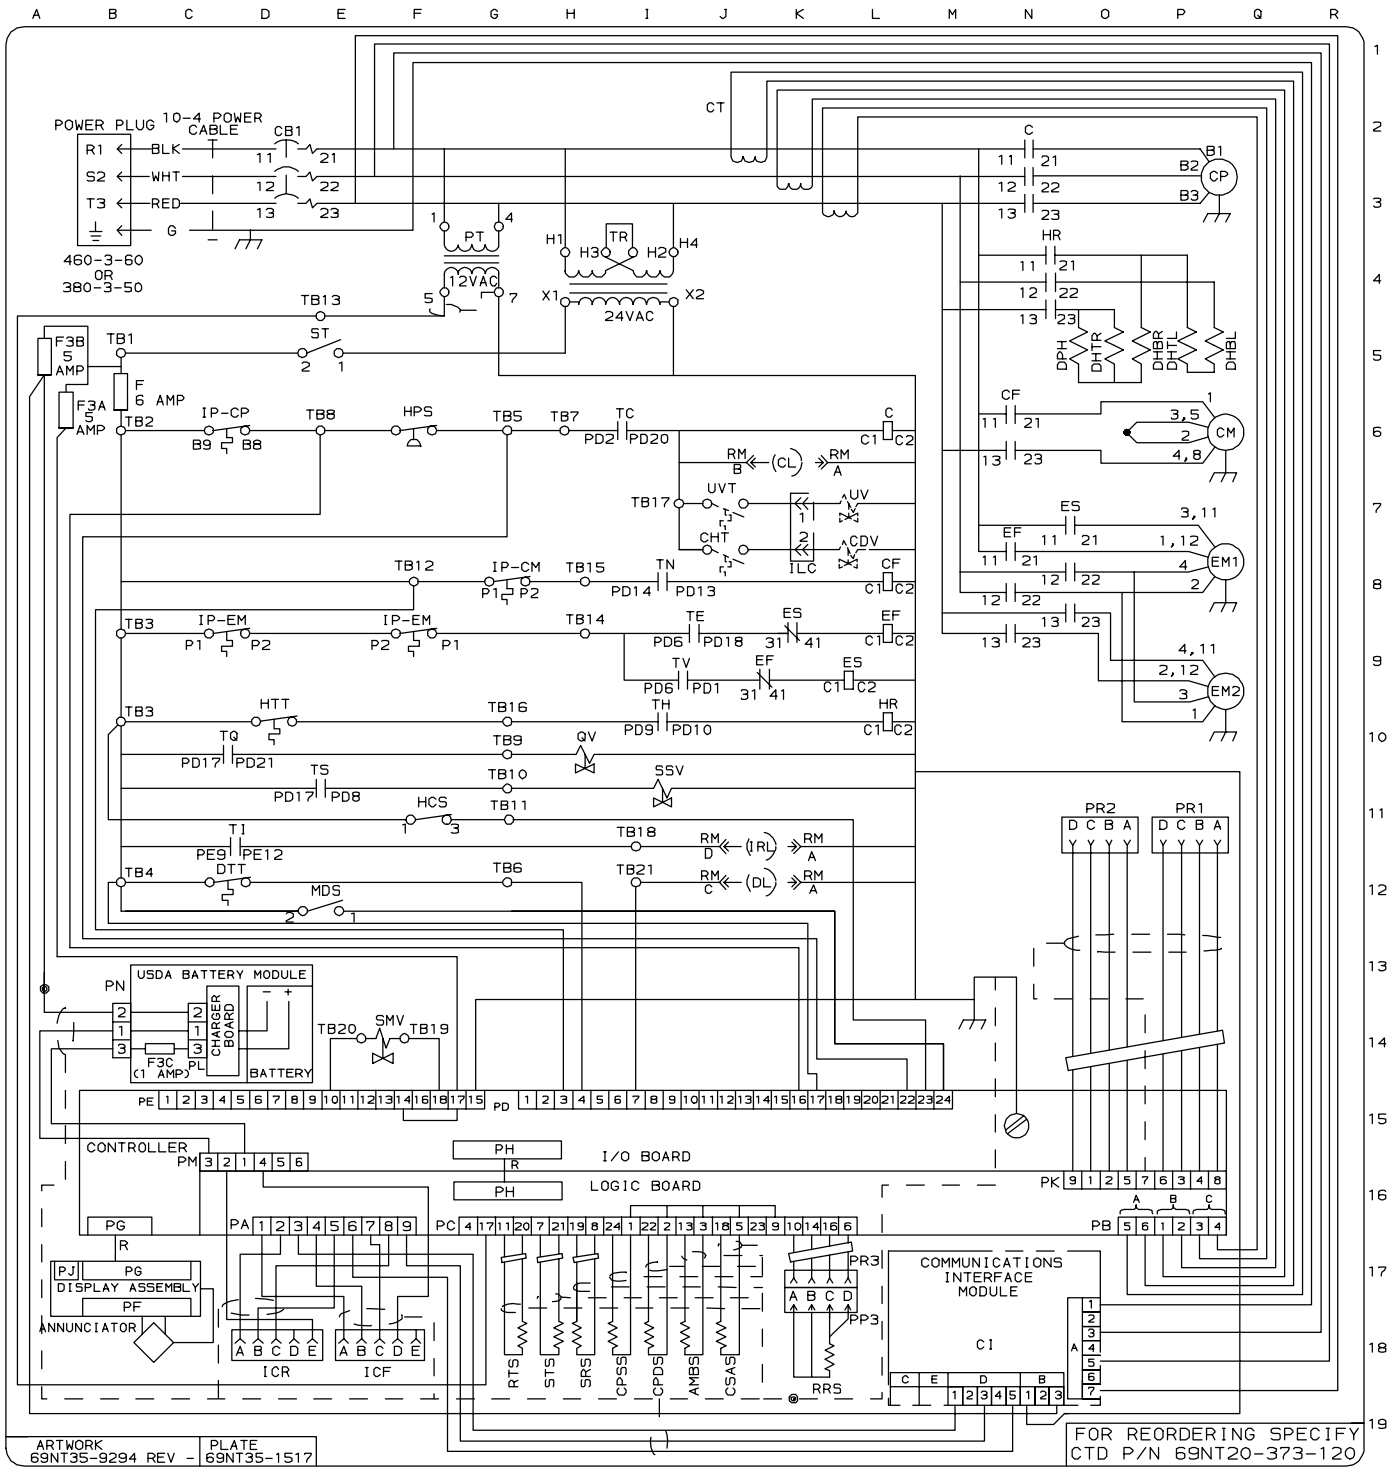 A B C D E F G H I J K L M N O P Q R
1
CT
10-4 POWER
POWER PLUG CABLE CB1 C 2
R1 BLK 11 21 11 21 B1
S2 WHT 12 22 12 22 B2 CP
T3 RED 13 23 13 23 B3 3
G 1 PT 4 H1 H3 TR H2 H4 HR
460-3-60
OR
380-3-50
12VAC 11 21 4
5 7 X1 X2 12 22
TB13 24VAC 13 23
F3B
5
AMP
TB1 ST 2 1 DPH DHTR DHBR DHTL DHBL 5
F
6 AMP
F3A
5
AMP
CF 1
TB2 IP-CP TB8 HPS TB5 TB7 TC C 11 21 3,5 CM 6
B9 B8 PD2 PD20 C1 C2 2
RM B (CL) RM A 13 23 4,8
TB17 UVT 1 UV ES 3,11 7
CHT 2 CDV EF 11 21 1,12
ILC 11 21 4 EM1
TB12 IP-CM TB15 TN CF 12 22 2 8
P1 P2 PD14 PD13 C1 C2 12 22
TB3 IP-EM IP-EM TB14 TE ES EF 13 23
P1 P2 P2 P1 PD6 PD18 31 41 C1 C2 13 23
TV EF ES 4,11 9
PD6 PD1 31 41 C1 C2 2,12
3 EM2
TB3 HTT TB16 TH HR 1
PD9 PD10 C1 C2 10
TQ TB9 QV
PD17 PD21
TS TB10 SSV
PD17 PD8
HCS TB11 PR2 PR1 11
1 3 D C B A D C B A
TI TB18 RM D (IRL) RM A
PE9 PE12
TB4 DTT TB6 TB21 RM C (DL) RM A 12
MDS
2 1
USDA BATTERY MODULE 13
PN - +
2 2
1 1 CHARGER BOARD TB20 SMV TB19
3 3 14
F3C PL
(1 AMP) BATTERY
PE 1 2 3 4 5 6 7 8 9 10 11 12 13 14 16 18 17 15 PD 1 2 3 4 5 6 7 8 9 10 11 12 13 14 15 16 17 18 19 20 21 22 23 24
15
CONTROLLER PH I/O BOARD
PM 3 2 1 4 5 6 R
PH LOGIC BOARD PK 9 1 2 5 7 6 3 4 8 16
A B C
PG PA 1 2 3 4 5 6 7 8 9 PC 4 17 11 20 7 21 19 8 24 1 22 2 13 3 18 5 23 9 10 14 16 6 PB 5 6 1 2 3 4
R
PR3 COMMUNICATIONS
INTERFACE
MODULE
PJ PG 17
DISPLAY ASSEMBLY A B C D
PF PP3 1
ANNUNCIATOR 2
3
A B C D E A B C D E CI A 4 18
ICR ICF 5
RTS STS SRS CPSS CPDS AMBS CSAS RRS 6
C E D B 7
1 2 3 4 5 1 2 3
19
ARTWORK
69NT35-9294 REV -
PLATE
69NT35-1517
FOR REORDERING SPECIFY
CTD P/N 69NT20-373-120